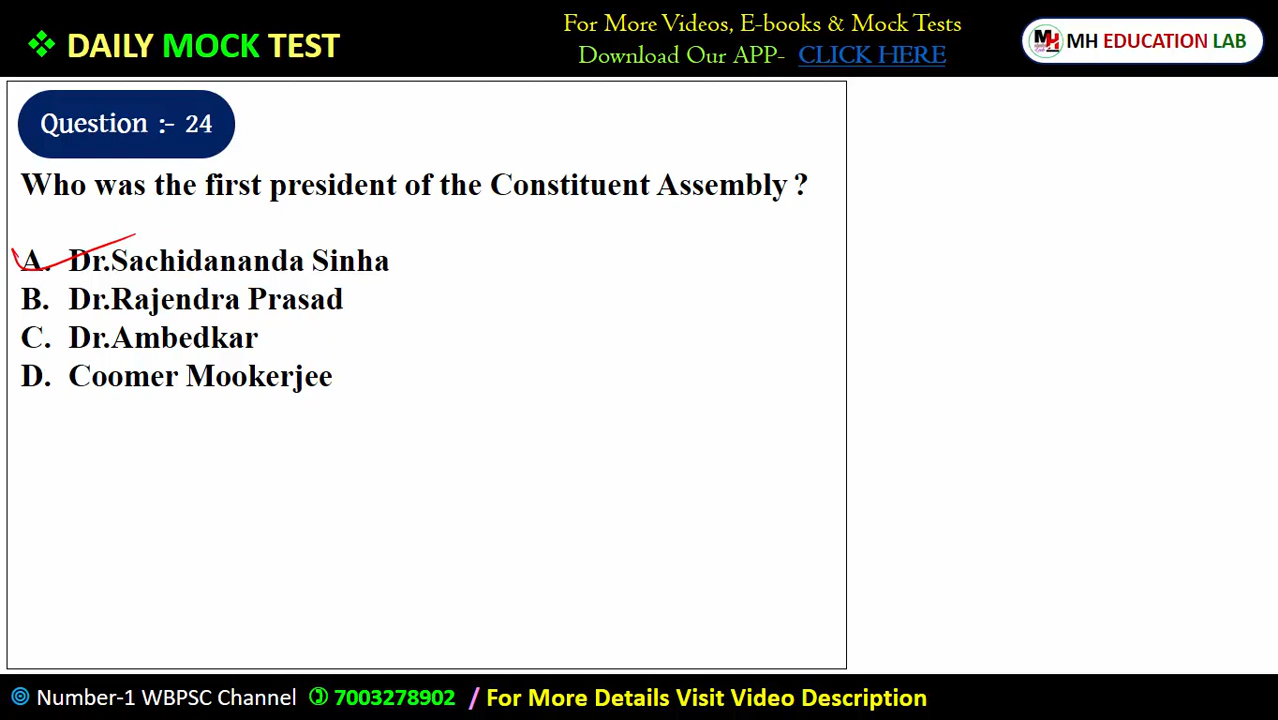 DAILY MOCK TEST
For More Videos, E-books & Mock Tests
Download Our APP- CLICK HERE
MH EDUCATION LAB
Question :- 24
Who was the first president of the Constituent Assembly ?
A. Dr.Sachidananda Sinha
B. Dr.Rajendra Prasad
C. Dr.Ambedkar
D. Coomer Mookerjee
Number-1 WBPSC Channel 7003278902 / For More Details Visit Video Description